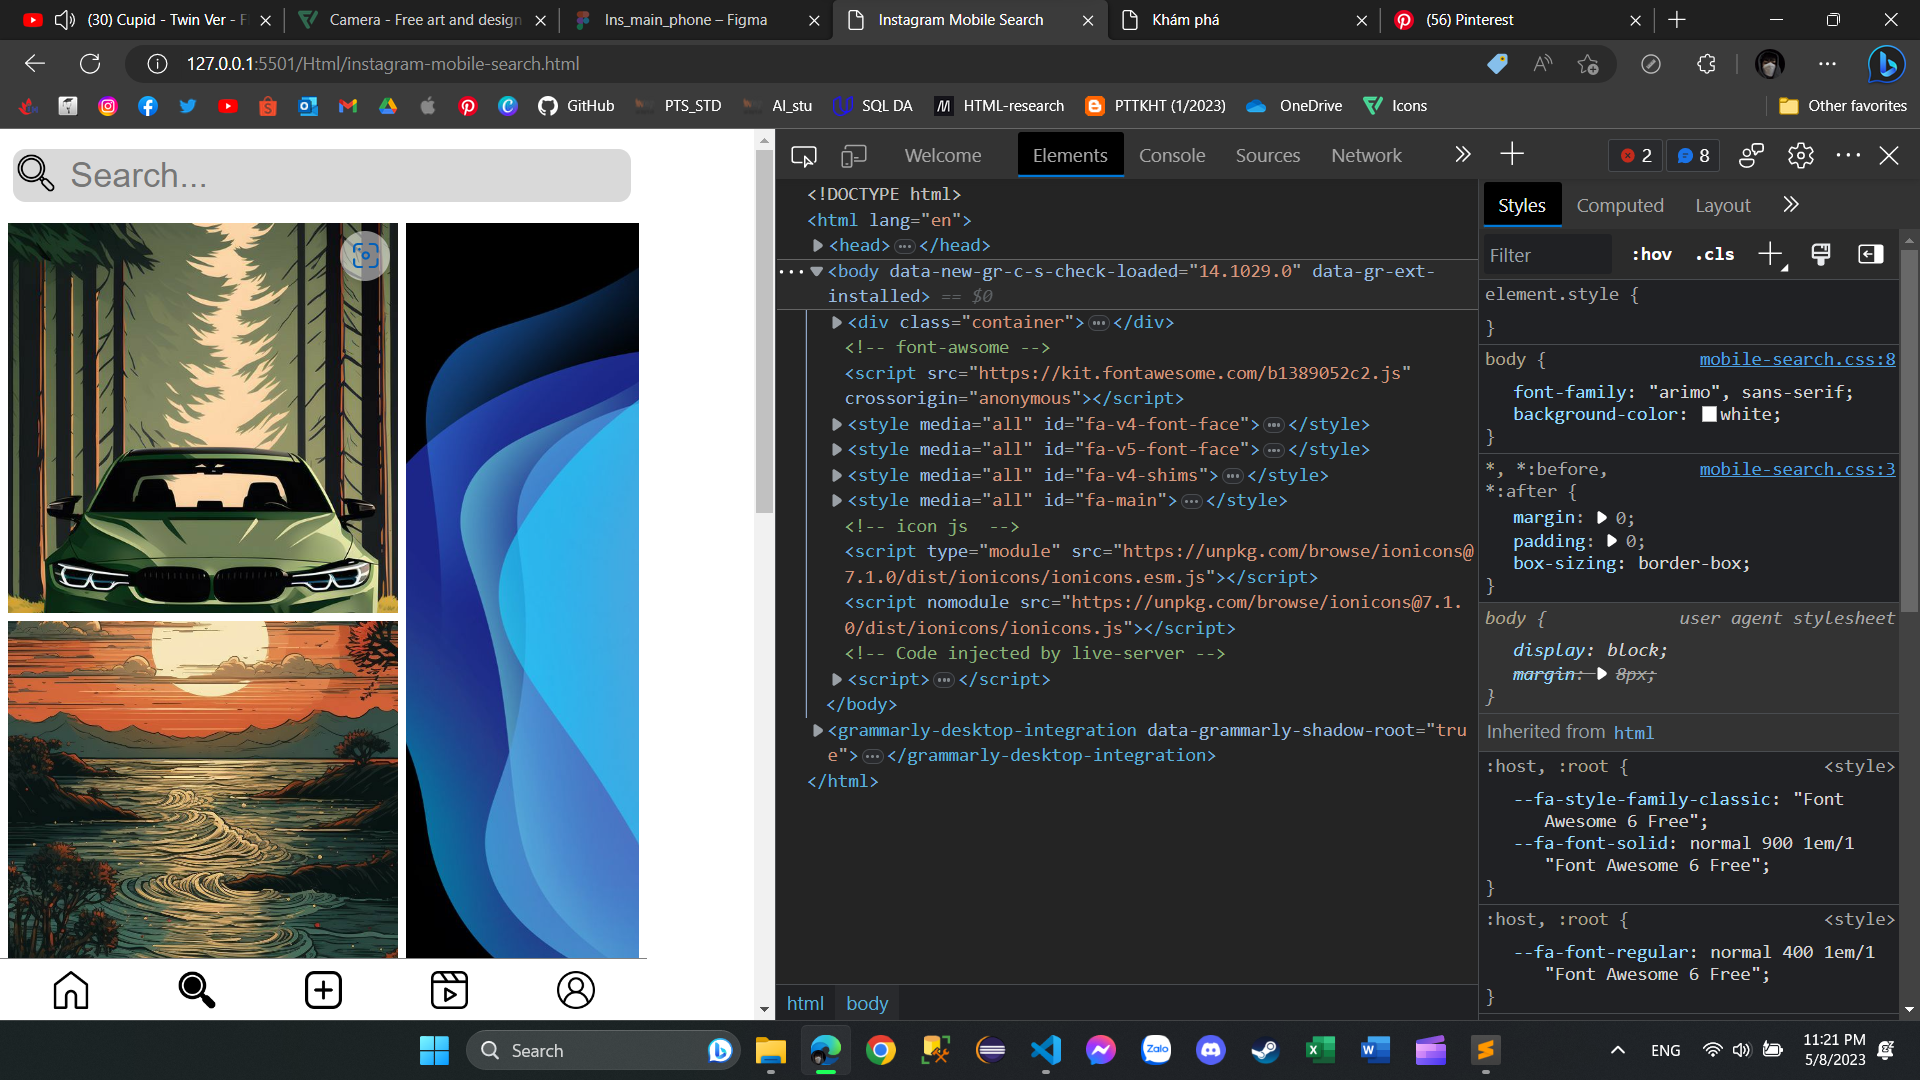 (30) Cupid - Twin Ver -
Camera - Free art and design
Ins_main_phone – Figma
Instagram Mobile Search
Khám phá
(56) Pinterest
127.0.0.1:5501/Html/instagram-mobile-search.html
GitHub
PTS_STD
AI_stu
SQL DA
HTML-research
PTTKHT (1/2023)
OneDrive
Icons
Other favorites
Search...
Welcome
Elements
Console
Sources
Network
2
8
<!DOCTYPE html>
<html lang="en">
<head> ... </head>
... <body data-new-gr-c-s-check-loaded="14.1029.0" data-gr-ext-
installed> == $0
<div class="container"> ... </div>
<!-- font-awsome -->
<script src="https://kit.fontawesome.com/b1389052c2.js"
crossorigin="anonymous"></script>
<style media="all" id="fa-v4-font-face"> ... </style>
<style media="all" id="fa-v5-font-face"> ... </style>
<style media="all" id="fa-v4-shims"> ... </style>
<style media="all" id="fa-main"> ... </style>
<!-- icon js  -->
<script type="module" src="https://unpkg.com/browse/ionicons@
7.1.0/dist/ionicons/ionicons.esm.js"></script>
<script nomodule src="https://unpkg.com/browse/ionicons@7.1.
0/dist/ionicons/ionicons.js"></script>
<!-- Code injected by live-server -->
<script> ... </script>
</body>
<grammarly-desktop-integration data-grammarly-shadow-root="tru
e"> ... </grammarly-desktop-integration>
</html>
html
body
Styles
Computed
Layout
Filter
:hov
.cls
element.style {
}
body {
mobile-search.css:8
font-family: "arimo", sans-serif;
background-color: white;
}
*, *:before,
mobile-search.css:3
*:after {
margin: 0;
padding: 0;
box-sizing: border-box;
}
body {
user agent stylesheet
display: block;
margin: 8px;
}
Inherited from html
:host, :root {
<style>
--fa-style-family-classic: "Font
Awesome 6 Free";
--fa-font-solid: normal 900 1em/1
"Font Awesome 6 Free";
}
:host, :root {
<style>
--fa-font-regular: normal 400 1em/1
"Font Awesome 6 Free";
}
Search
Zalo
ENG
11:21 PM
5/8/2023